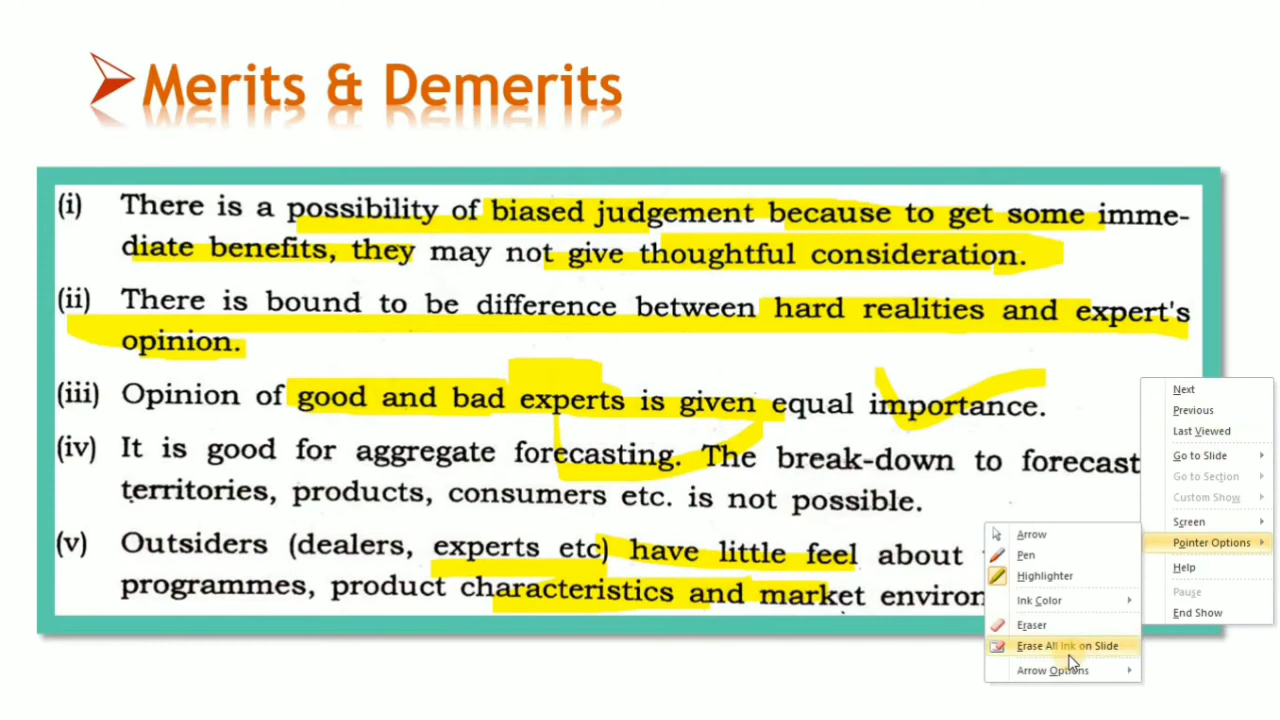 Merits & Demerits
(i) There is a possibility of biased judgement because to get some imme-
diate benefits, they may not give thoughtful consideration.
(ii) There is bound to be difference between hard realities and expert's
opinion.
(iii) Opinion of good and bad experts is given equal importance.
(iv) It is good for aggregate forecasting. The break-down to forecast
territories, products, consumers etc. is not possible.
(v) Outsiders (dealers, experts etc) have little feel about
programmes, product characteristics and market environ
Next
Previous
Last Viewed
Go to Slide
Go to Section
Custom Show
Screen
Pointer Options
Help
Pause
End Show
Arrow
Pen
Highlighter
Ink Color
Eraser
Erase All Ink on Slide
Arrow Options